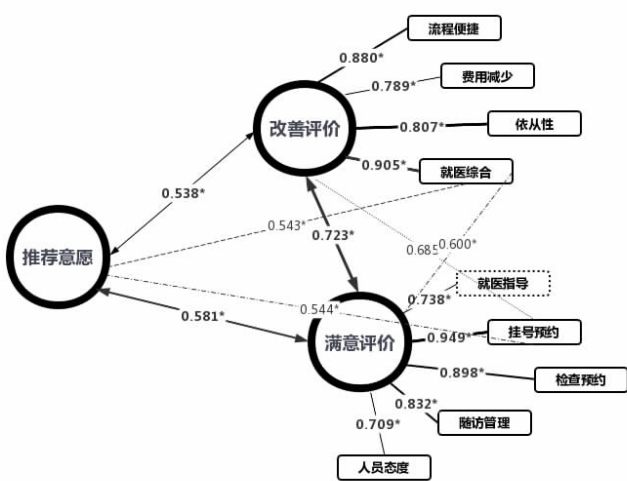 流程便捷
0.880*
0.789*
费用减少
改善评价
0.807*
依从性
0.905*
就医综合
0.538*
0.543*
0.723*
0.685
0.600*
推荐意愿
0.738*
就医指导
0.544*
0.581*
满意评价
0.949*
挂号预约
0.898*
检查预约
0.832*
随访管理
0.709*
人员态度